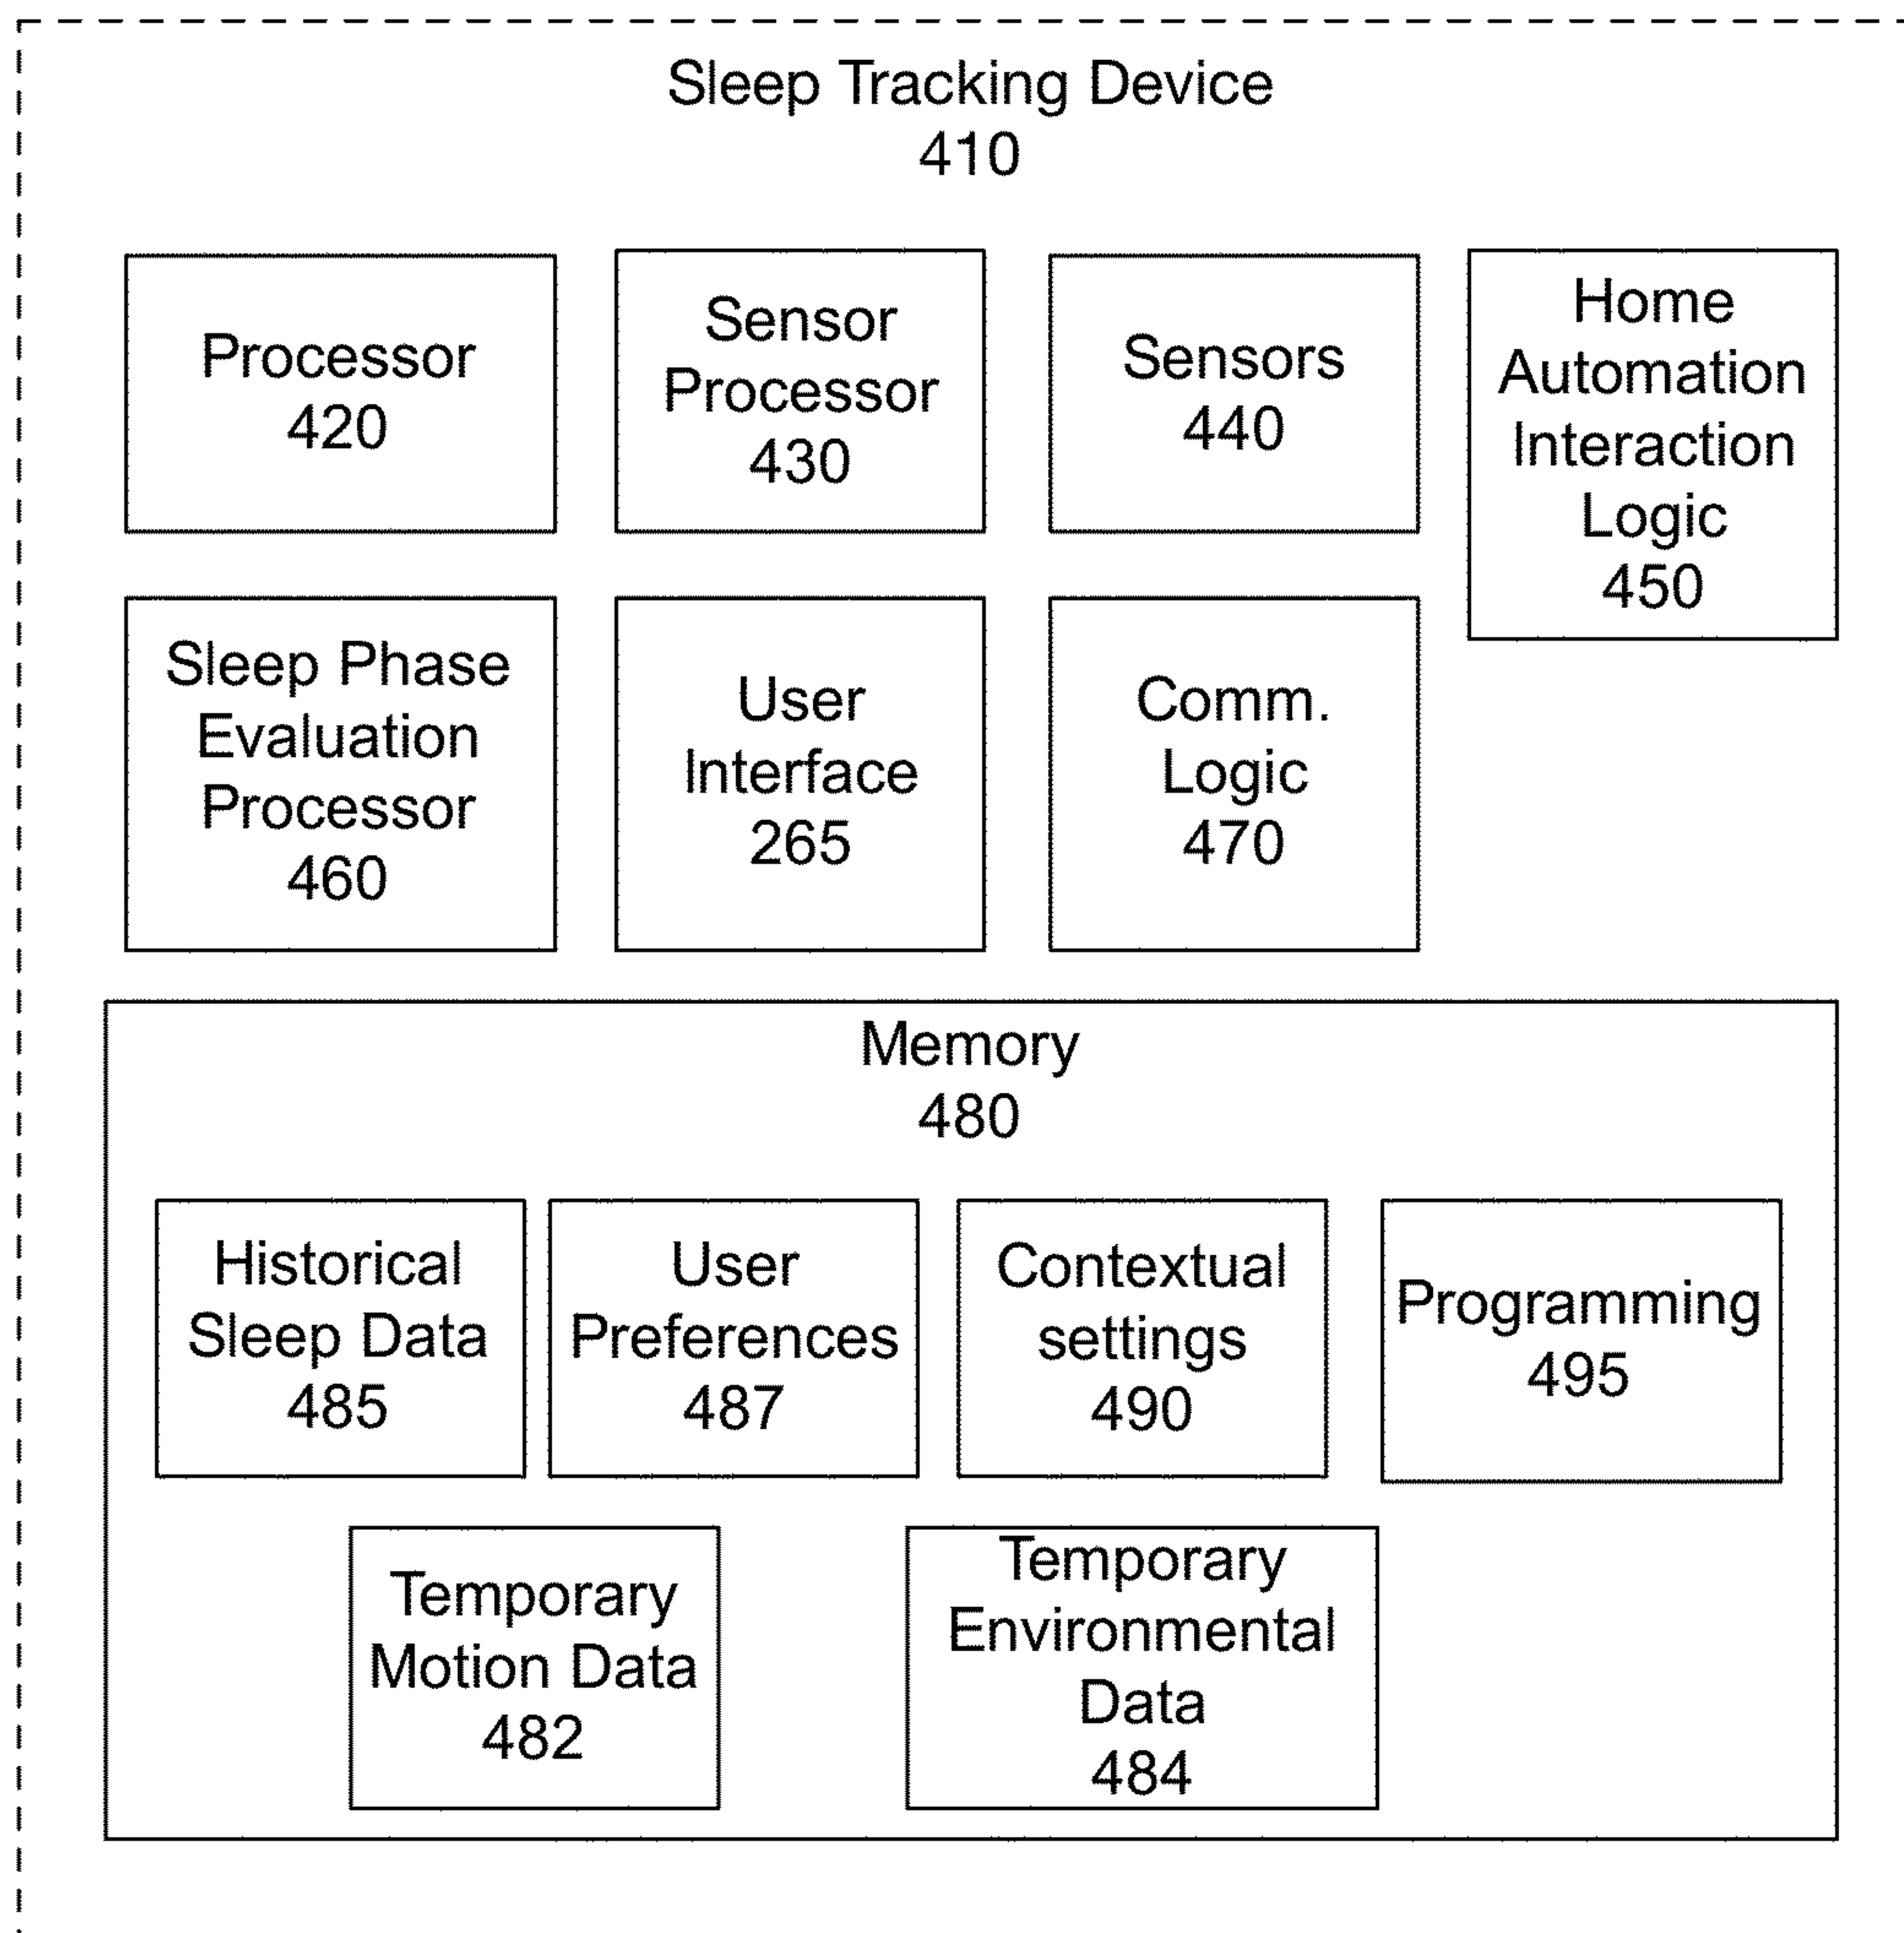 Sleep Tracking Device
410
Processor
420
Sensor
Processor
430
Sensors
440
Home
Automation
Interaction
Logic
450
Sleep Phase
Evaluation
Processor
460
User
Interface
265
Comm.
Logic
470
Memory
480
Historical
Sleep Data
485
User
Preferences
487
Contextual
settings
490
Programming
495
Temporary
Motion Data
482
Temporary
Environmental
Data
484